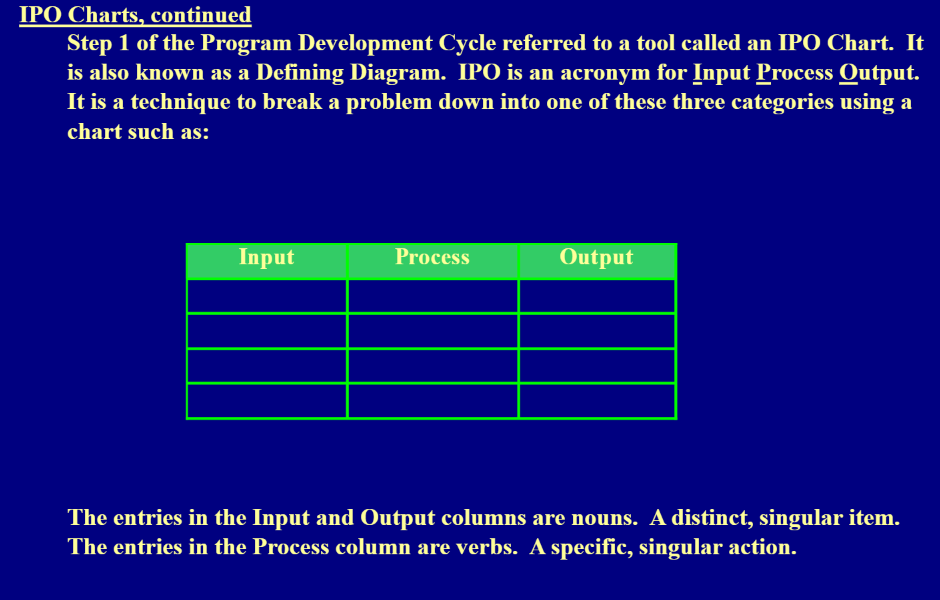 IPO Charts, continued
Step 1 of the Program Development Cycle referred to a tool called an IPO Chart.  It
is also known as a Defining Diagram.  IPO is an acronym for Input Process Output.
It is a technique to break a problem down into one of these three categories using a
chart such as:
Input Process Output
The entries in the Input and Output columns are nouns.  A distinct, singular item.
The entries in the Process column are verbs.  A specific, singular action.